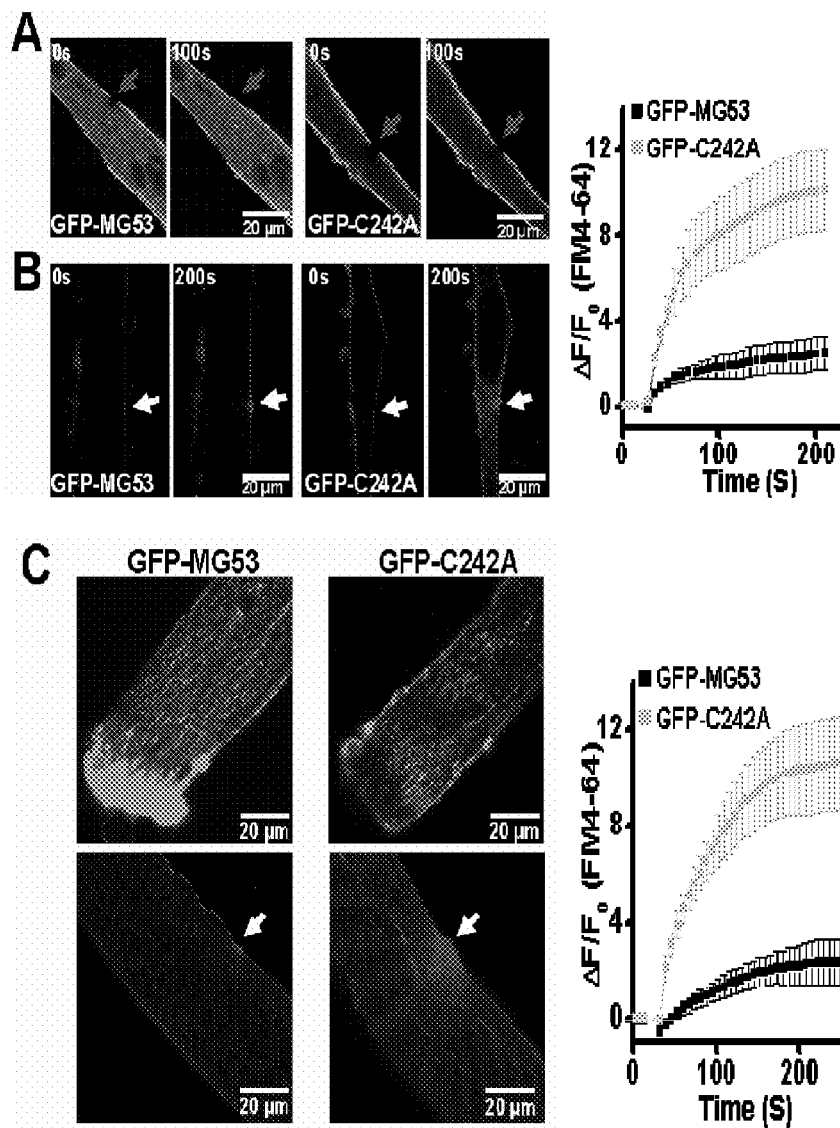 A
0s
100s
0s
100s
GFP-MG53
20 µm
GFP-C242A
20 µm
B
0s
200s
0s
200s
GFP-MG53
20 µm
GFP-C242A
20 µm
GFP-MG53
GFP-C242A
12
8
4
0
ΔF/F₀ (FM4-64)
0
100
200
Time (S)
C
GFP-MG53
GFP-C242A
20 µm
20 µm
20 µm
20 µm
GFP-MG53
GFP-C242A
12
8
4
0
ΔF/F₀ (FM4-64)
0
100
200
Time (S)